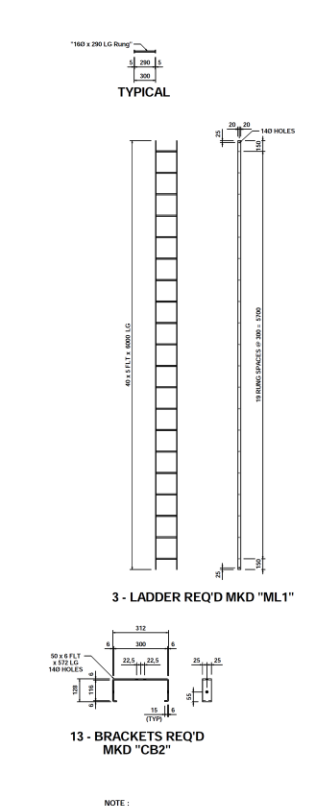 "16Ø x 290 LG Rung"
5 290 5
300
TYPICAL
20 20
25
14Ø HOLES
150
40 x 5 FLT x 6000 LG
19 RUNG SPACES @ 300 = 5700
150
25
3 - LADDER REQ'D MKD "ML1"
312
6 300 6
50 x 6 FLT
x 572 LG
14Ø HOLES
22,5 22,5
25 25
6
128
116
6
55
15 6
(TYP)
13 - BRACKETS REQ'D
MKD "CB2"
NOTE :